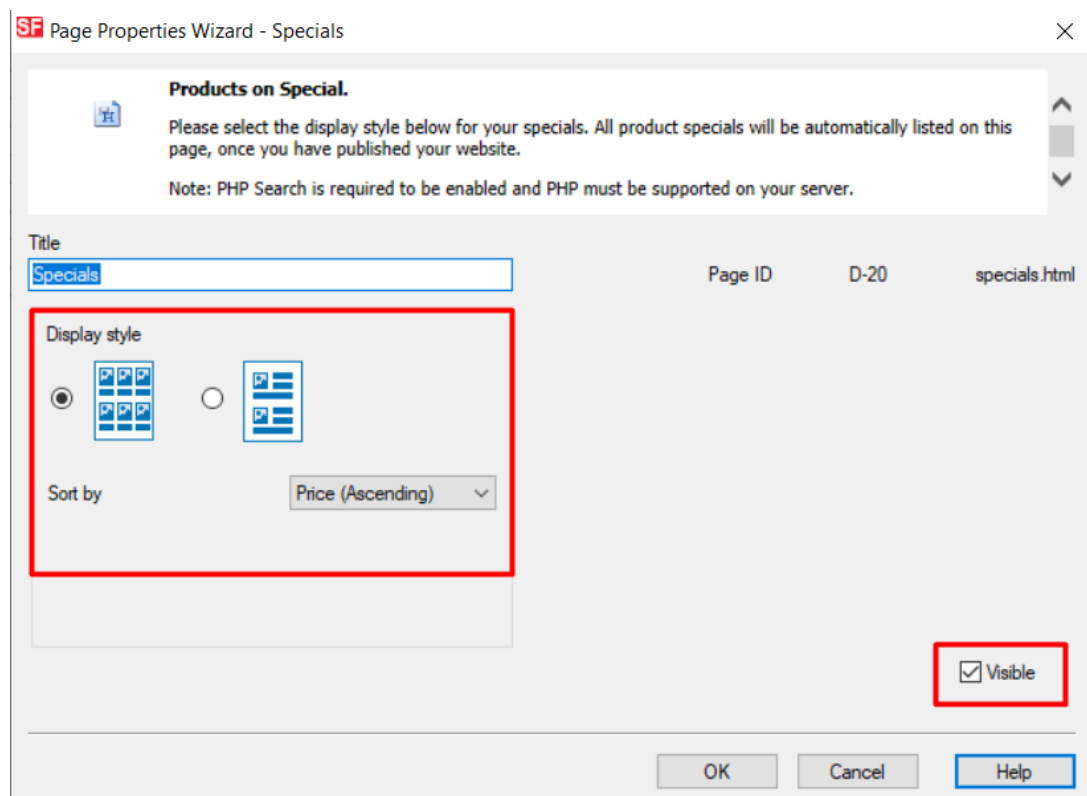 SF Page Properties Wizard - Specials
Products on Special.
Please select the display style below for your specials. All product specials will be automatically listed on this
page, once you have published your website.
Note: PHP Search is required to be enabled and PHP must be supported on your server.
Title
Specials
Page ID D-20 specials.html
Display style
Sort by Price (Ascending)
Visible
OK Cancel Help